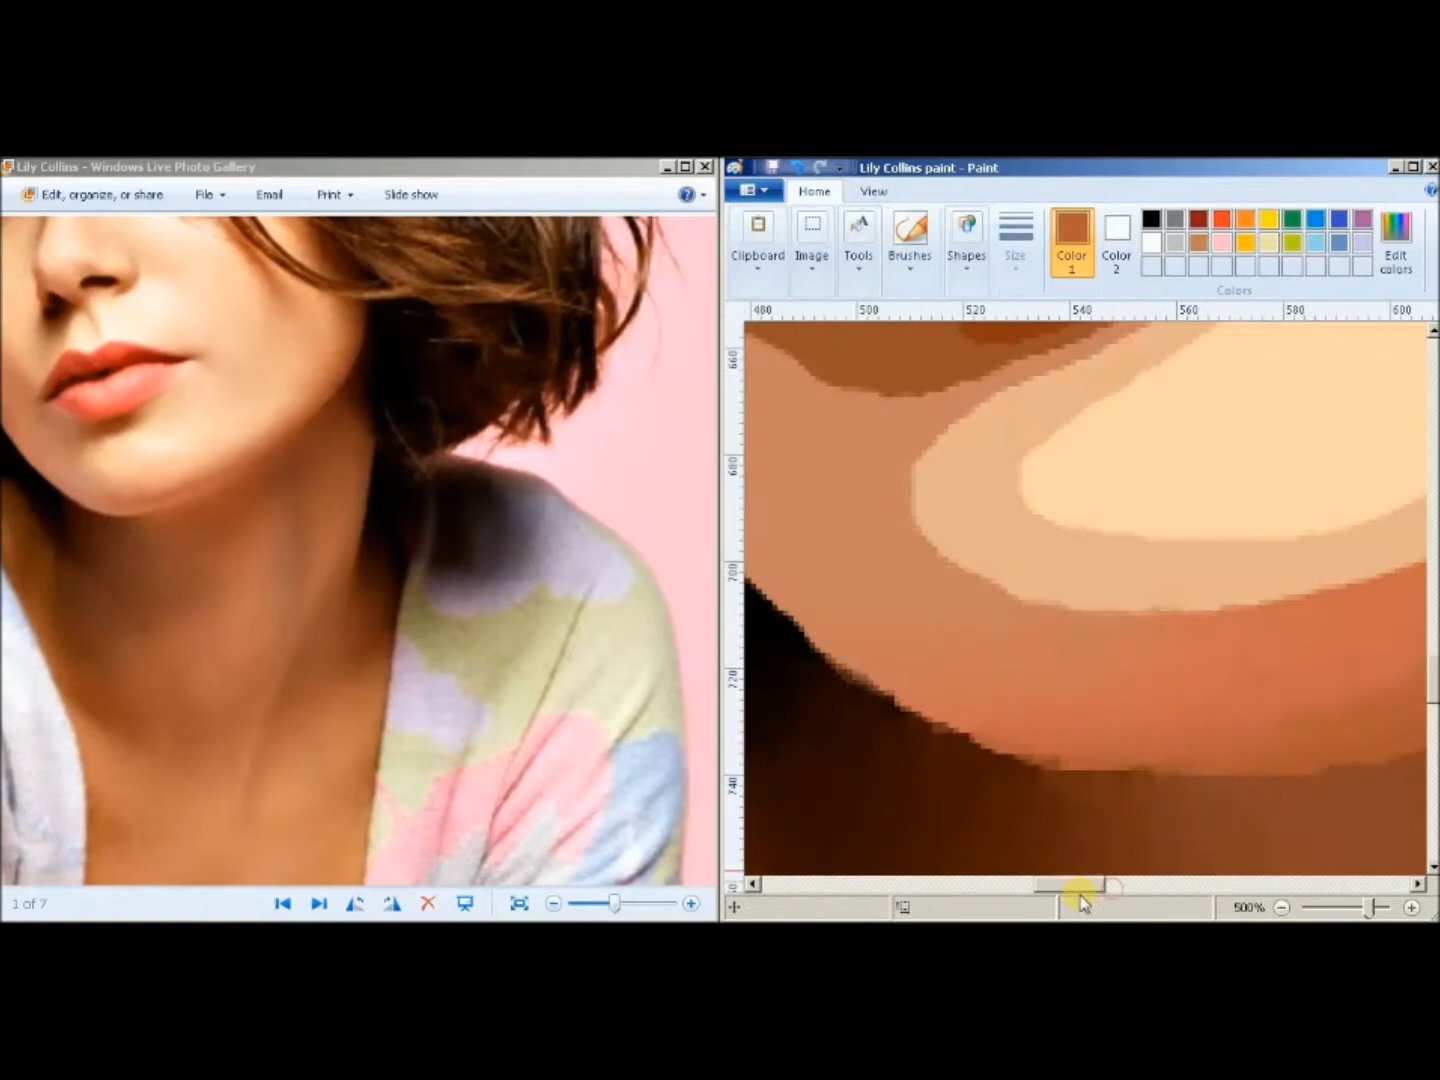 Lily Collins - Windows Live Photo Gallery
Edit, organize, or share File Email Print Slide show
1 of 7
Lily Collins paint - Paint
Home View
Clipboard Image Tools Brushes Shapes Size Color 1 Color 2 Edit colors
Colors
480 500 520 540 560 580 600
660
680
700
720
740
500%